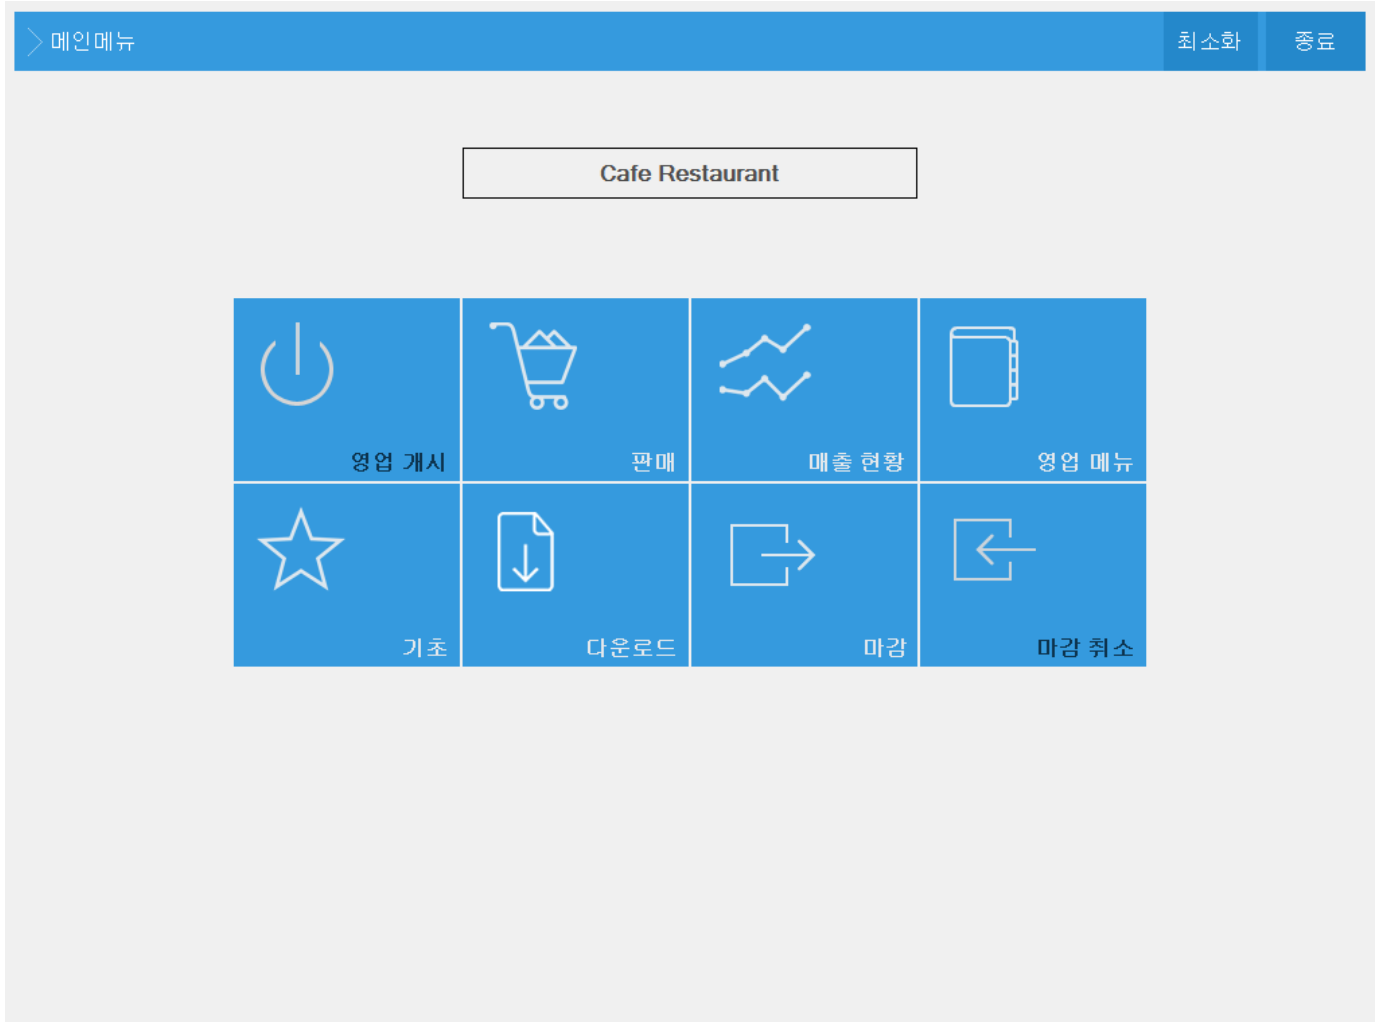 메인메뉴
최소화
종료
Cafe Restaurant
영업 개시
판매
매출 현황
영업 메뉴
기초
다운로드
마감
마감 취소